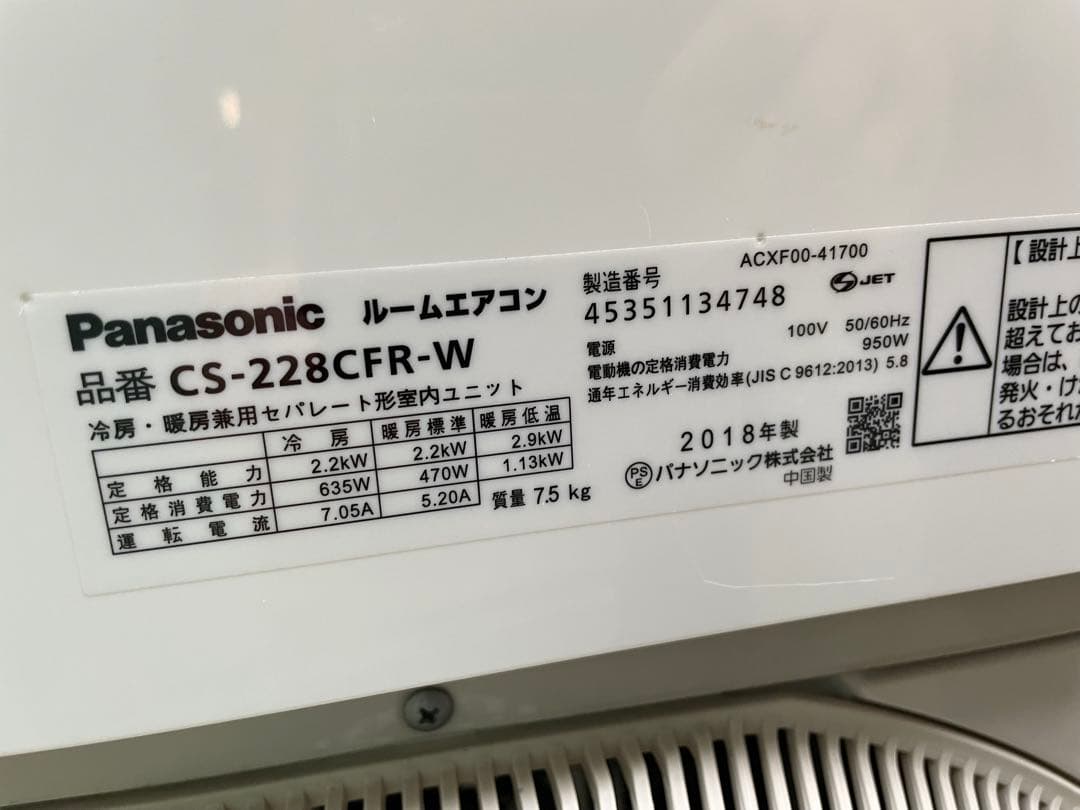 Panasonic ルームエアコン
品番 CS-228CFR-W
冷房・暖房兼用セパレート形室内ユニット
冷房 暖房標準 暖房低温
定格能力 2.2kW 2.2kW 2.9kW
定格消費電力 635W 470W 1.13kW
運転電流 7.05A 5.20A
質量 7.5 kg
ACXF00-41700
製造番号
45351134748
JET
電源 100V 50/60Hz
電動機の定格消費電力 950W
通年エネルギー消費効率(JIS C 9612:2013) 5.8
2018年製
PS
E
パナソニック株式会社
中国製
【設計上
設計上の
超えてお
場合は、
発火・け
るおそれ